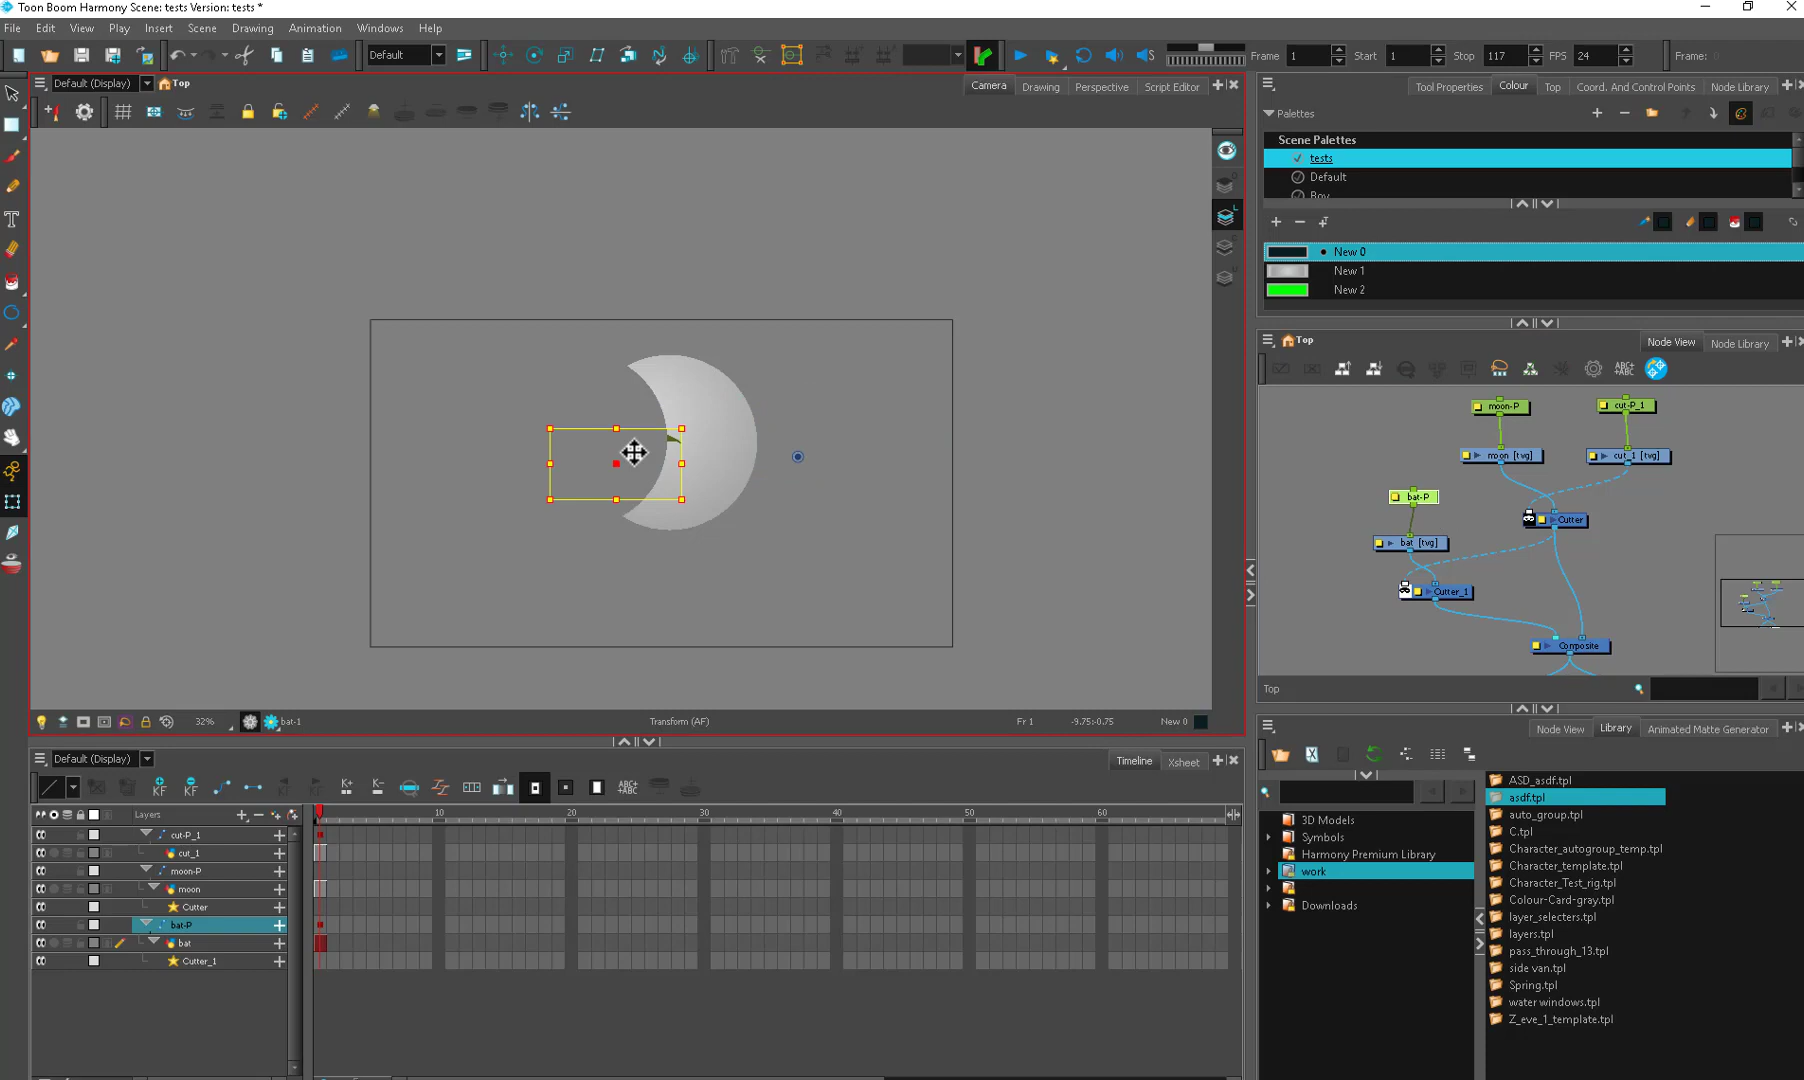 Toon Boom Harmony Scene: tests Version: tests *
File Edit View Play Insert Scene Drawing Animation Windows Help
Default Frame 1 Start 1 Stop 117 FPS 24 Frame:
Default (Display) Top Camera Drawing Perspective Script Editor
Tool Properties Colour Top Coord. And Control Points Node Library
Palettes
Scene Palettes
tests
Default
New 0
New 1
New 2
Top Node View Node Library
ABC+
ABC
moon-P cut-P_1
moon [tvg] cut_1 [tvg]
bat-P
Cutter
bat [tvg]
Cutter_1
Composite
Top
32% bat-1 Transform (AF) Fr 1 -9.75:-0.75 New 0
Node View Library Animated Matte Generator
Default (Display) Timeline Xsheet
KF KF K+ K- ABC+
ABC
Layers 10 20 30 40 50 60
cut-P_1
cut_1
moon-P
moon
Cutter
bat-P
bat
Cutter_1
3D Models
Symbols
Harmony Premium Library
work
Downloads
ASD_asdf.tpl
asdf.tpl
auto_group.tpl
C.tpl
Character_autogroup_temp.tpl
Character_template.tpl
Character_Test_rig.tpl
Colour-Card-gray.tpl
layer_selecters.tpl
layers.tpl
pass_through_13.tpl
side van.tpl
Spring.tpl
water windows.tpl
Z_eve_1_template.tpl